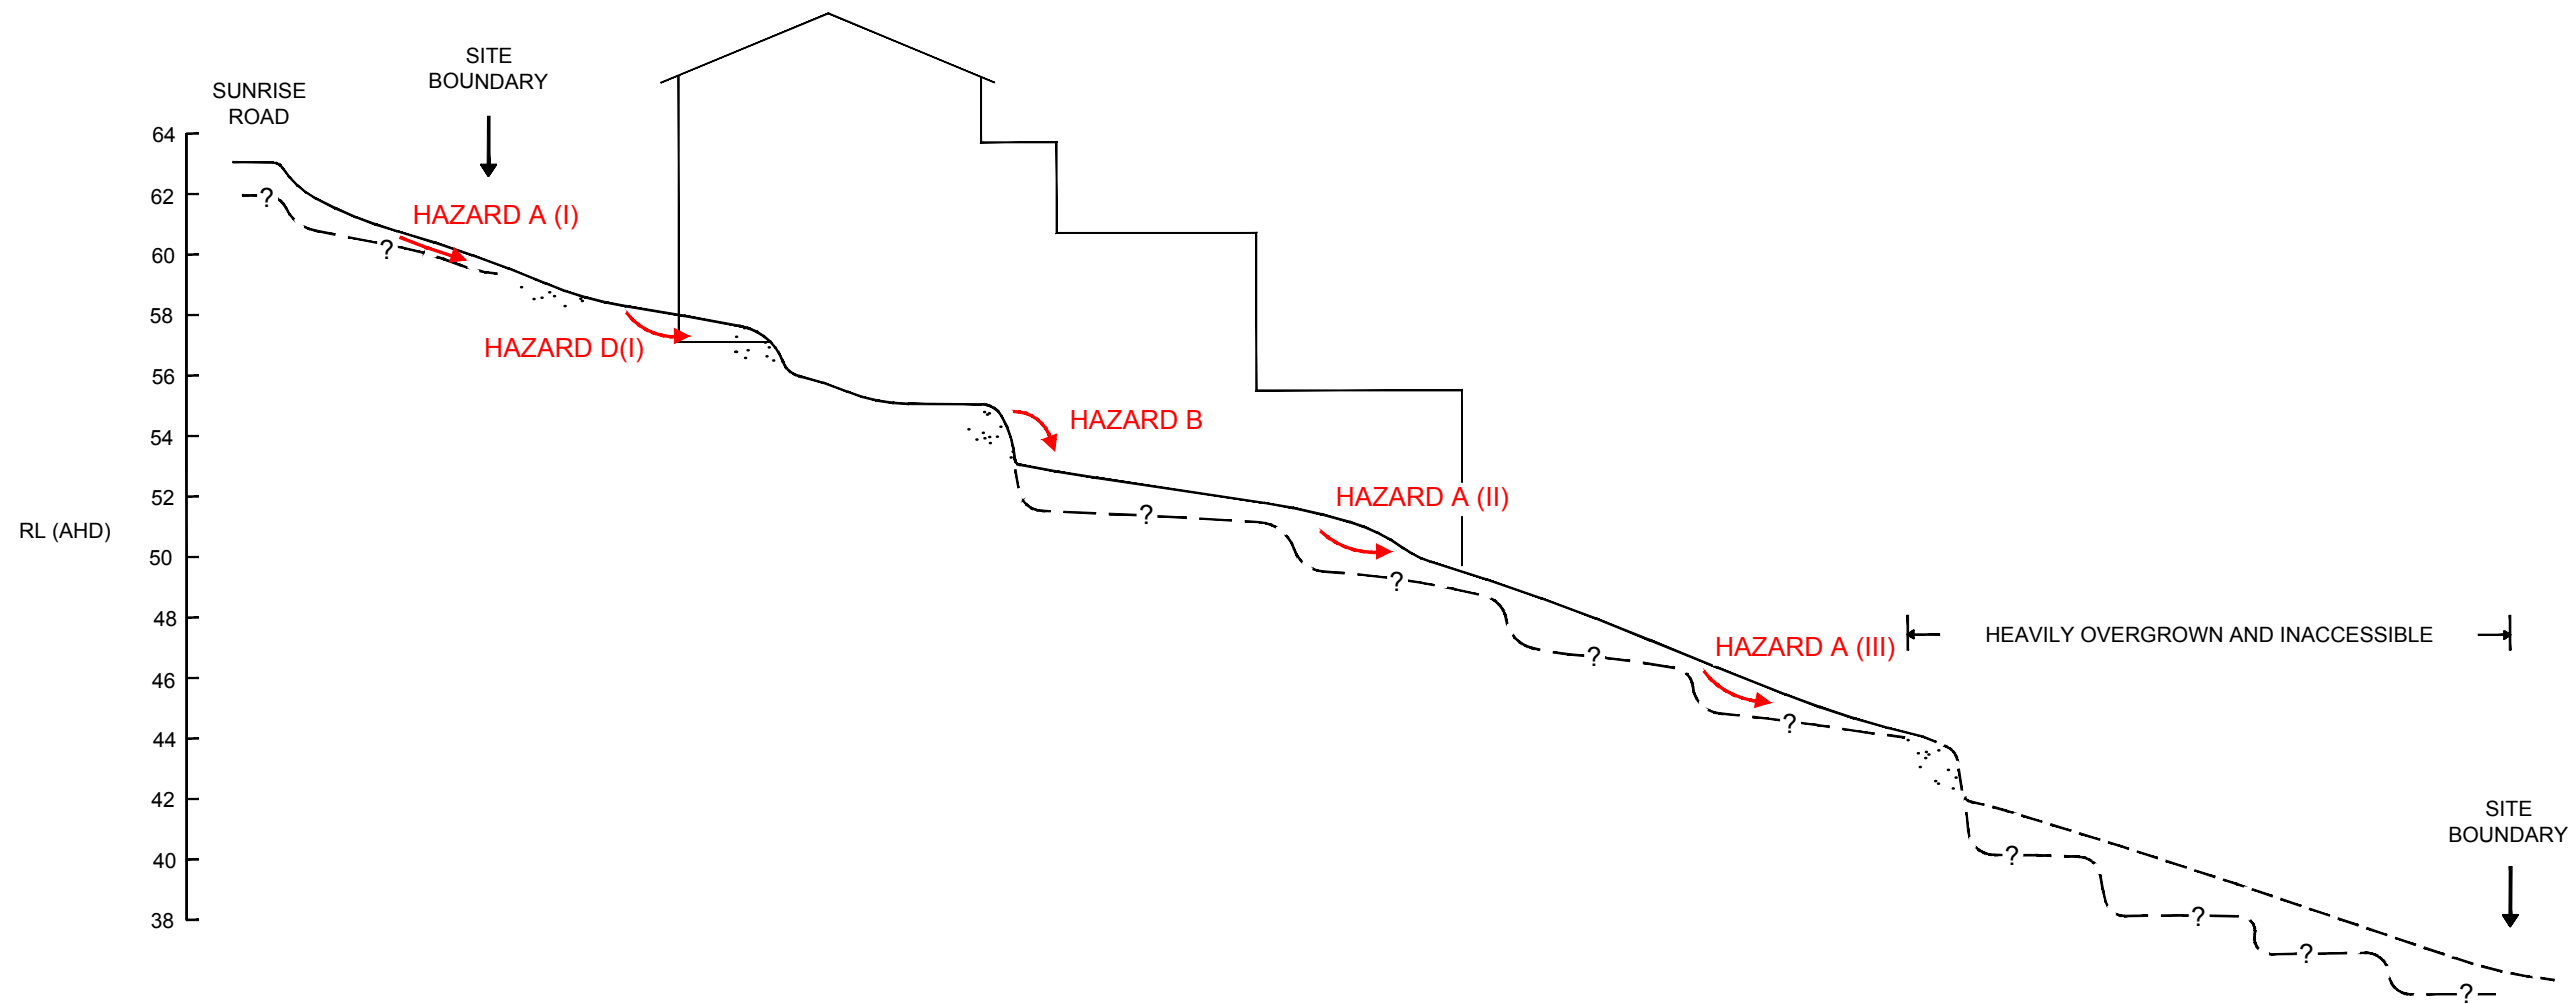 SITE
BOUNDARY
SUNRISE
ROAD
64
62
60
58
56
54
52
50
48
46
44
42
40
38
RL (AHD)
?
HAZARD A (I)
?
HAZARD D(I)
HAZARD B
HAZARD A (II)
?
?
?
HAZARD A (III)
HEAVILY OVERGROWN AND INACCESSIBLE
?
SITE
BOUNDARY
?
?
?
?